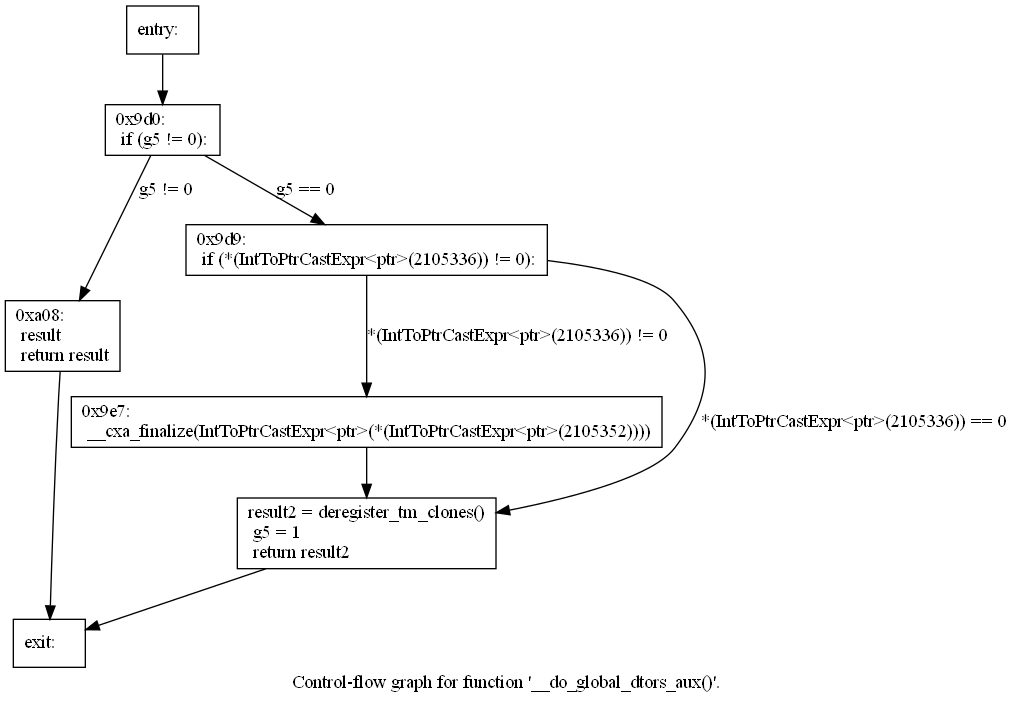 entry:
0x9d0:
if (g5 != 0):
g5 != 0
g5 == 0
0x9d9:
if (*(IntToPtrCastExpr<ptr>(2105336)) != 0):
0xa08:
result
return result
*(IntToPtrCastExpr<ptr>(2105336)) != 0
0x9e7:
__cxa_finalize(IntToPtrCastExpr<ptr>(*(IntToPtrCastExpr<ptr>(2105352))))
*(IntToPtrCastExpr<ptr>(2105336)) == 0
result2 = deregister_tm_clones()
g5 = 1
return result2
exit:
Control-flow graph for function '__do_global_dtors_aux()'.